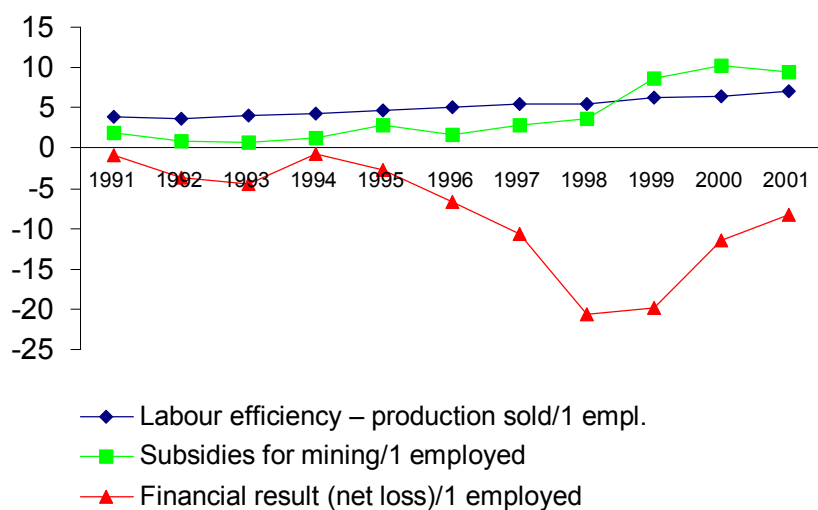 15
10
5
0
-5
-10
-15
-20
-25
1991 1992 1993 1994 1995 1996 1997 1998 1999 2000 2001
Labour efficiency – production sold/1 empl.
Subsidies for mining/1 employed
Financial result (net loss)/1 employed